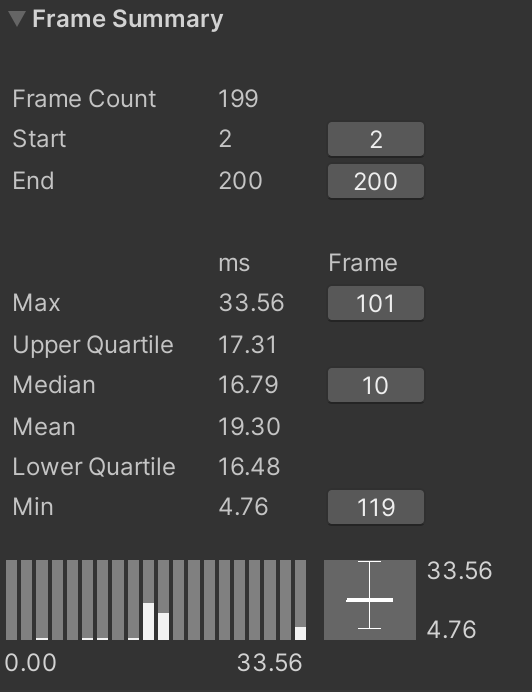 Frame Summary
Frame Count 199
Start 2 2
End 200 200
ms Frame
Max 33.56 101
Upper Quartile 17.31
Median 16.79 10
Mean 19.30
Lower Quartile 16.48
Min 4.76 119
33.56
4.76
0.00 33.56